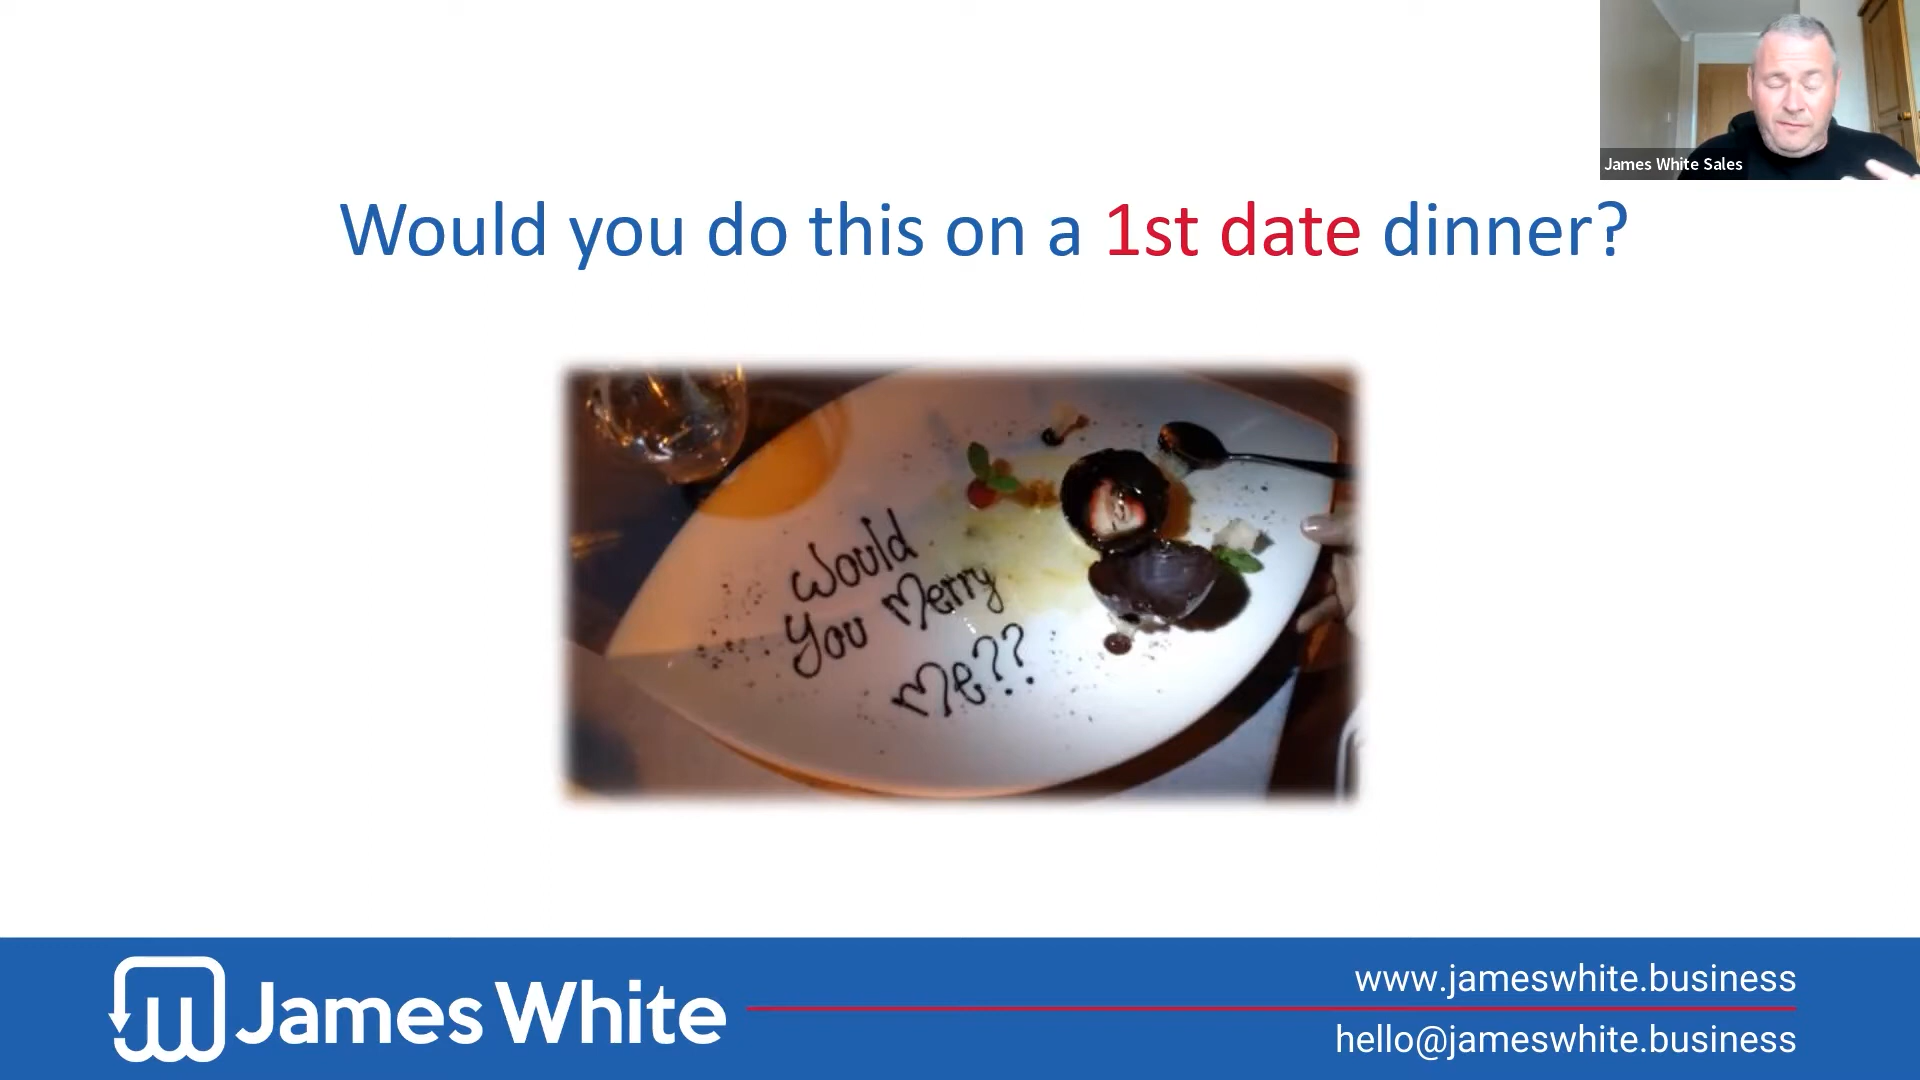 James White Sales
Would you do this on a 1st date dinner?
Would
You Merry
Me??
James White
www.jameswhite.business
hello@jameswhite.business